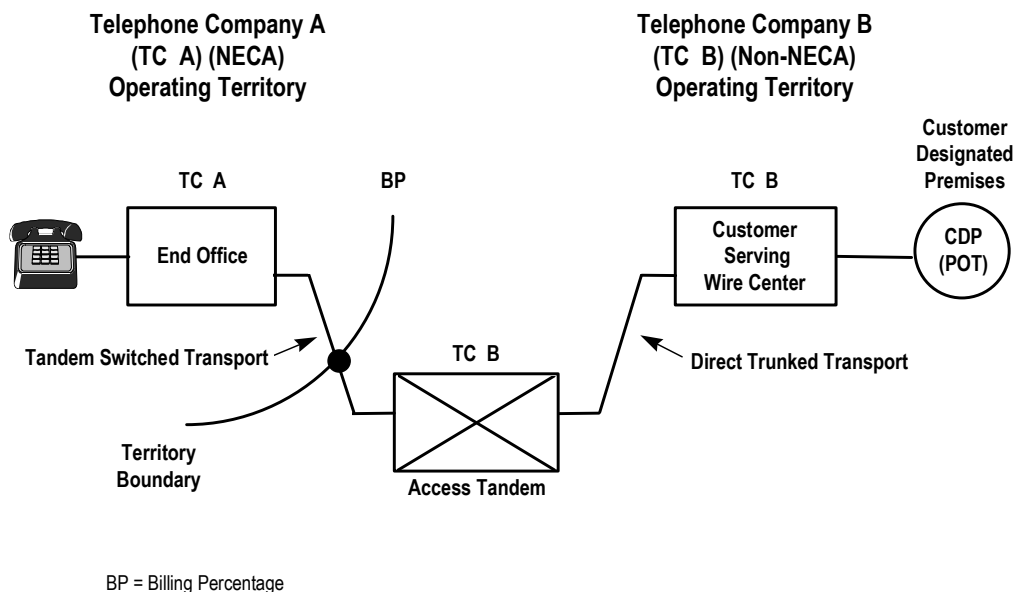 Telephone Company A
(TC A) (NECA)
Operating Territory
Telephone Company B
(TC B) (Non-NECA)
Operating Territory
Customer
Designated
Premises
TC A
BP
TC B
End Office
Customer
Serving
Wire Center
CDP
(POT)
Tandem Switched Transport
TC B
Direct Trunked Transport
Territory
Boundary
Access Tandem
BP = Billing Percentage